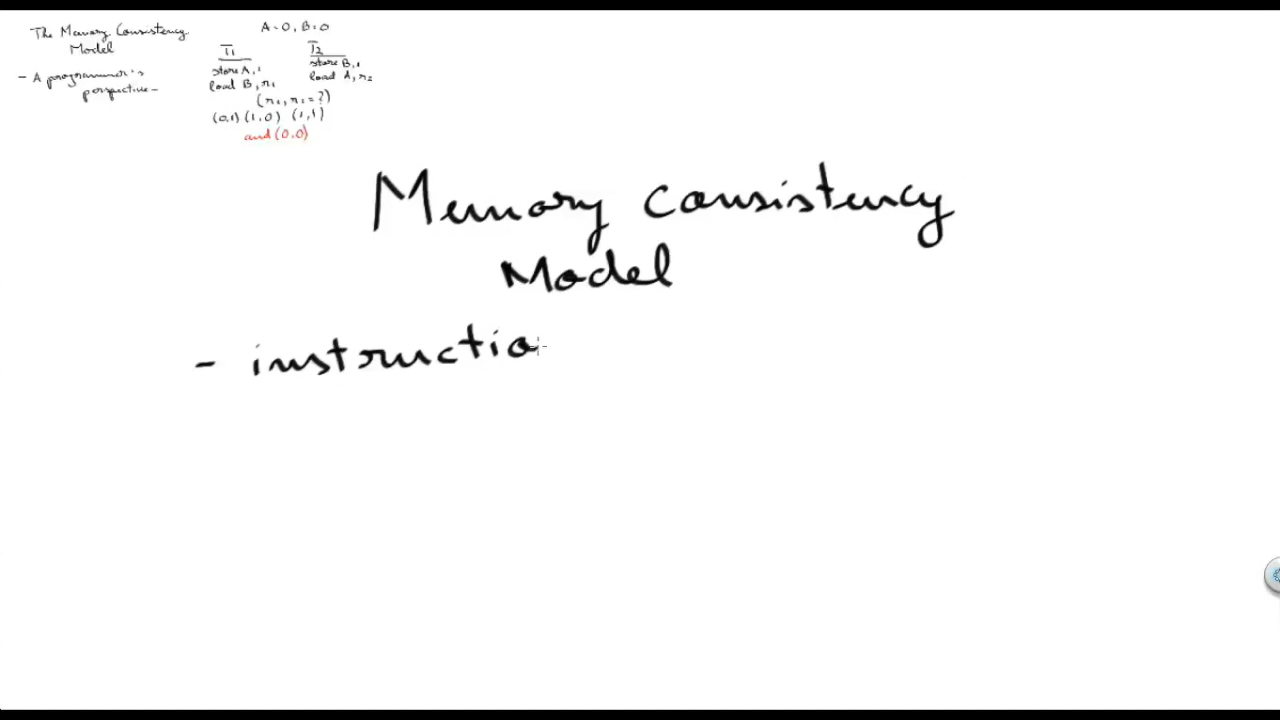 The Memory Consistency
Model
- A programmer's
perspective -
A=0, B=0
T1 T2
store A,1 store B,1
load B, r1 load A, r2
(r1, r2 = ?)
(0,1) (1,0) (1,1)
and (0,0)
Memory consistency
Model
- instructio